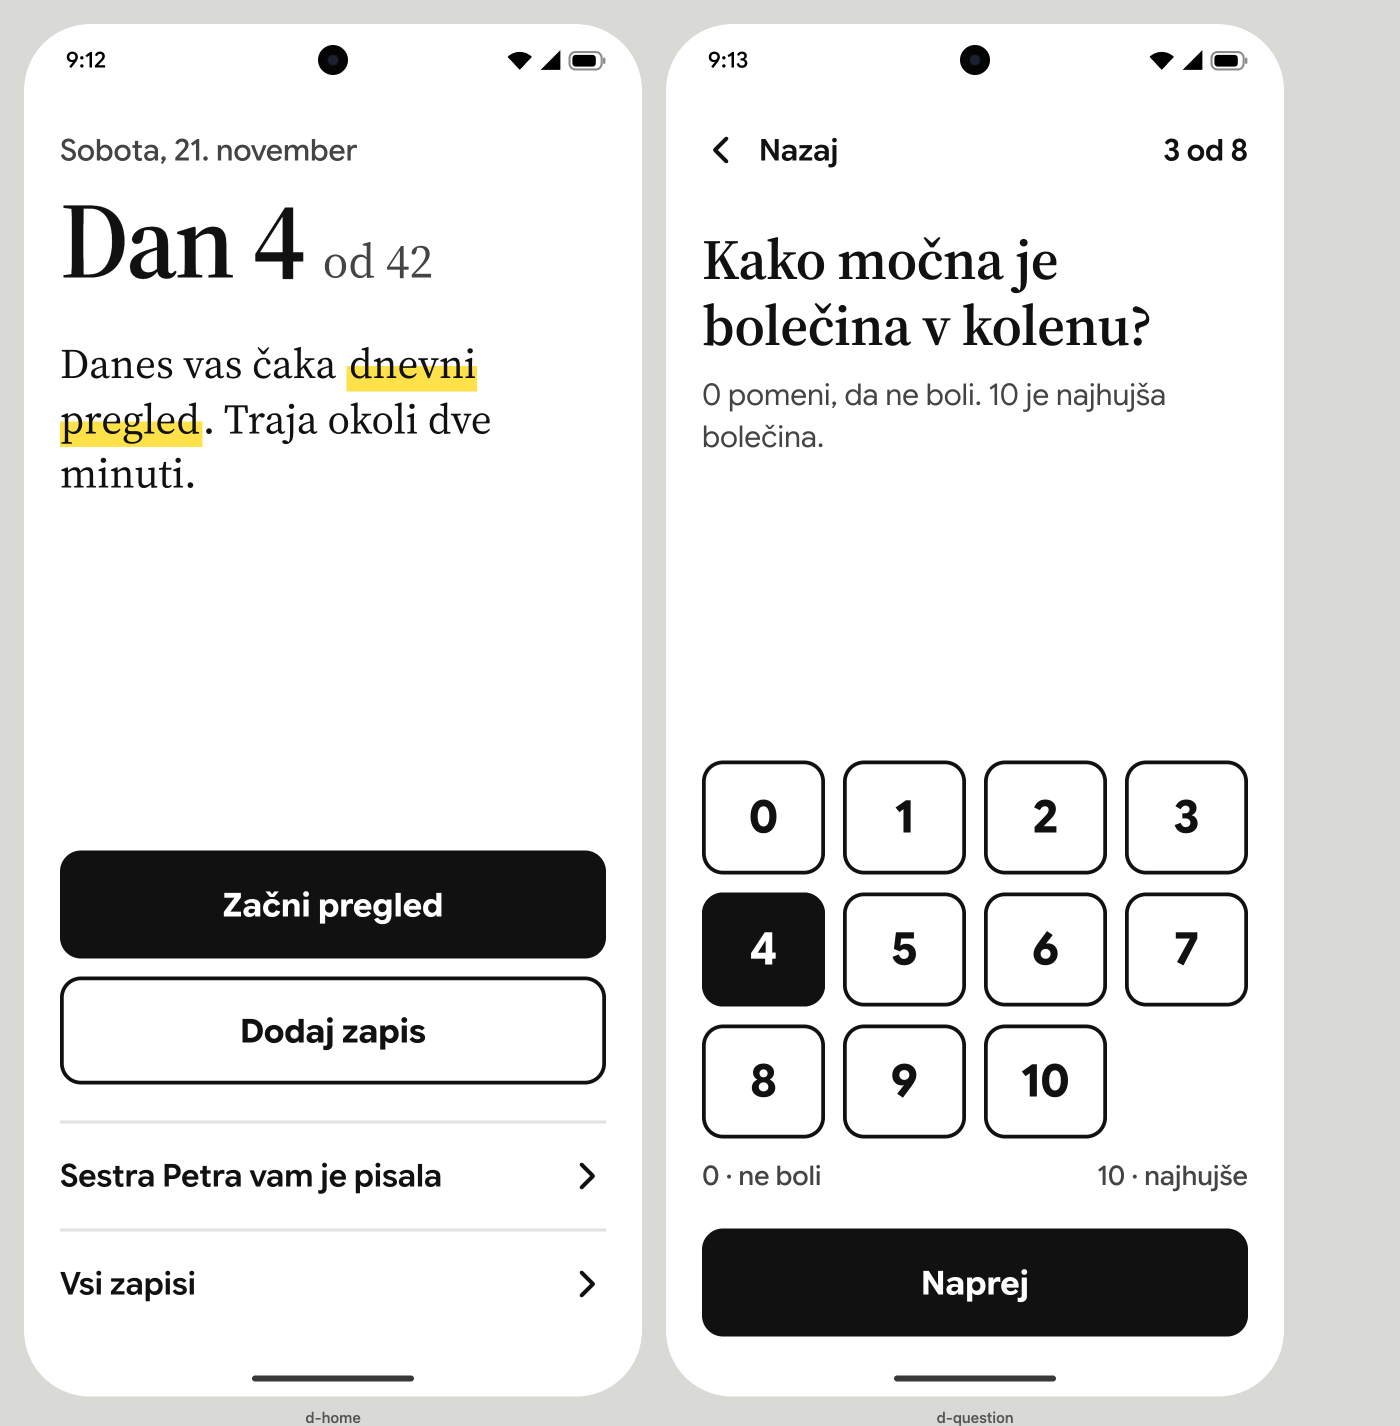 9:12
Sobota, 21. november
Dan 4 od 42
Danes vas čaka dnevni
pregled. Traja okoli dve
minuti.
Začni pregled
Dodaj zapis
Sestra Petra vam je pisala
Vsi zapisi
d-home
9:13
Nazaj
3 od 8
Kako močna je
bolečina v kolenu?
0 pomeni, da ne boli. 10 je najhujša
bolečina.
0 1 2 3
4 5 6 7
8 9 10
0 · ne boli
10 · najhujše
Naprej
d-question